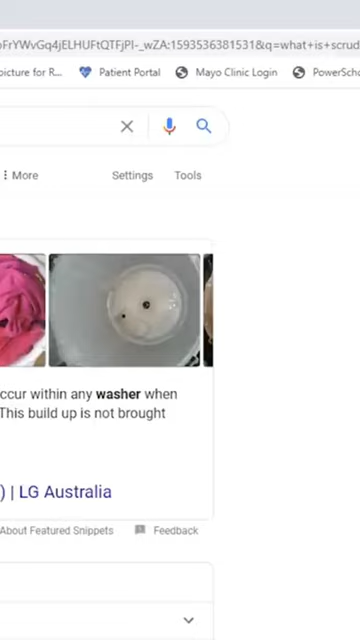 FrYWvGq4jELHUFtQTFjPl-_wZA:1593536381531&q=what+is+scrud
picture for R...
Patient Portal
Mayo Clinic Login
PowerScho
More
Settings
Tools
ccur within any washer when
This build up is not brought
) | LG Australia
About Featured Snippets
Feedback